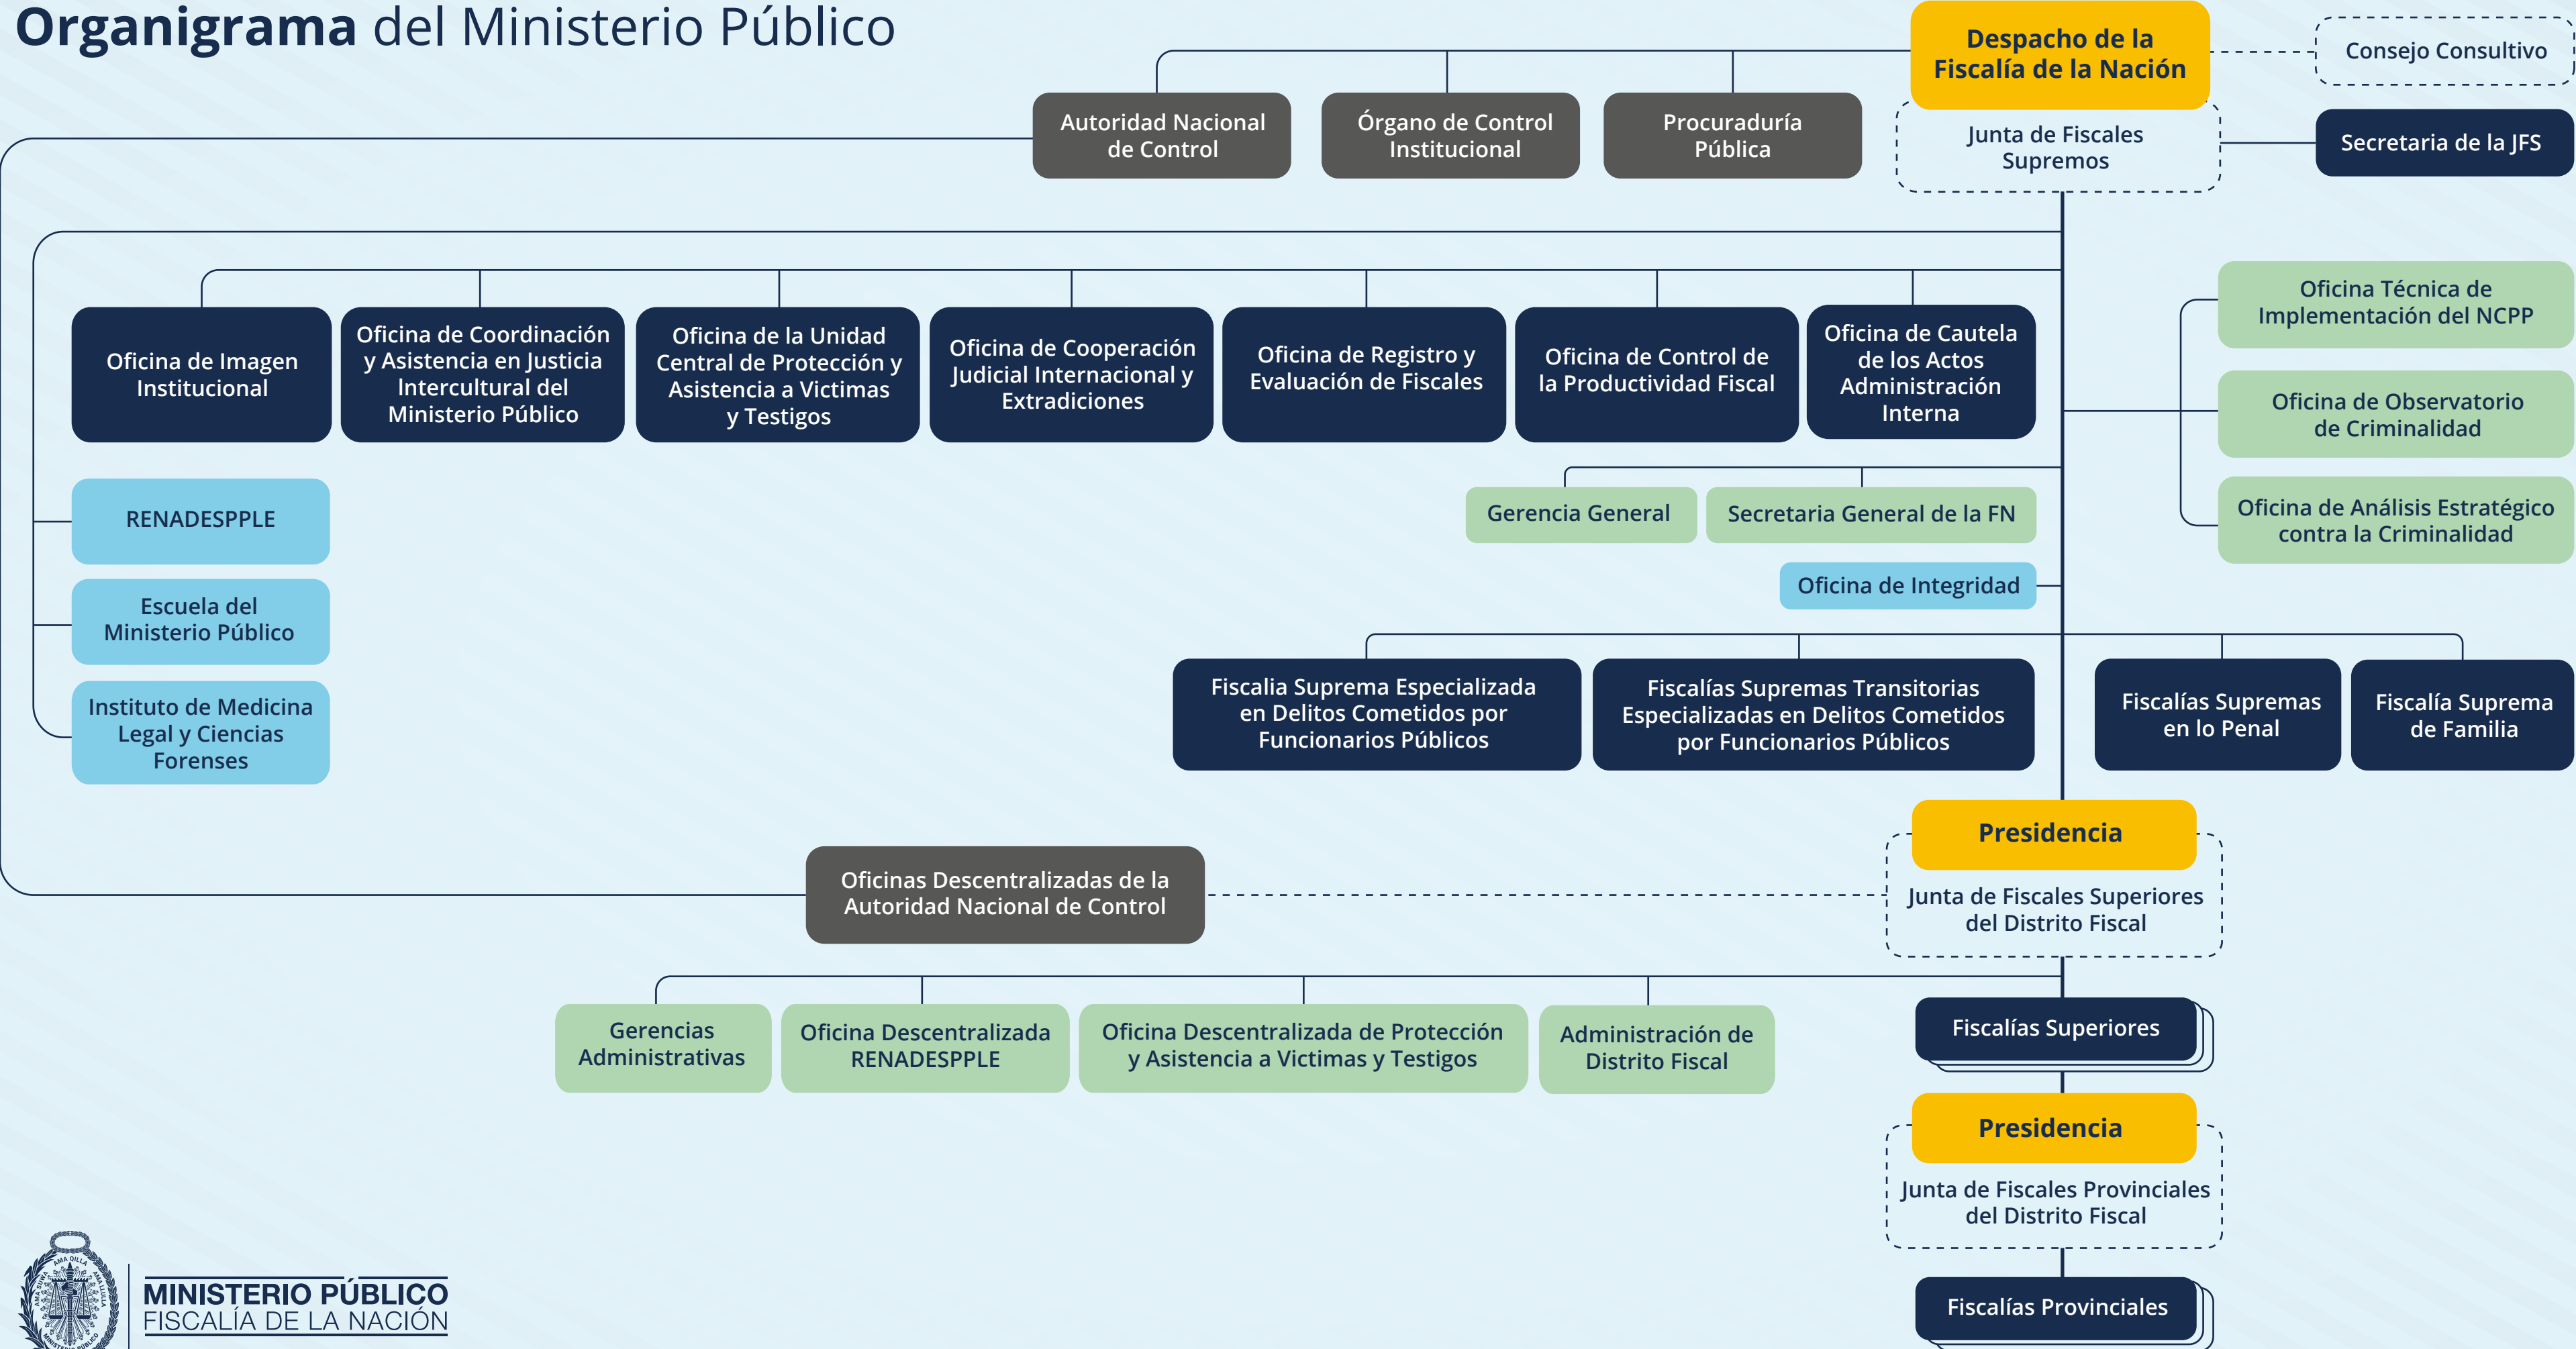 Organigrama del Ministerio Público
Despacho de la
Fiscalía de la Nación
Consejo Consultivo
Autoridad Nacional
de Control
Órgano de Control
Institucional
Procuraduría
Pública
Junta de Fiscales
Supremos
Secretaria de la JFS
Oficina de Imagen
Institucional
Oficina de Coordinación
y Asistencia en Justicia
Intercultural del
Ministerio Público
Oficina de la Unidad
Central de Protección y
Asistencia a Victimas
y Testigos
Oficina de Cooperación
Judicial Internacional y
Extradiciones
Oficina de Registro y
Evaluación de Fiscales
Oficina de Control de
la Productividad Fiscal
Oficina de Cautela
de los Actos
Administración
Interna
Oficina Técnica de
Implementación del NCPP
Oficina de Observatorio
de Criminalidad
Oficina de Análisis Estratégico
contra la Criminalidad
RENADESPPLE
Escuela del
Ministerio Público
Instituto de Medicina
Legal y Ciencias
Forenses
Gerencia General
Secretaria General de la FN
Oficina de Integridad
Fiscalia Suprema Especializada
en Delitos Cometidos por
Funcionarios Públicos
Fiscalías Supremas Transitorias
Especializadas en Delitos Cometidos
por Funcionarios Públicos
Fiscalías Supremas
en lo Penal
Fiscalía Suprema
de Familia
Presidencia
Junta de Fiscales Superiores
del Distrito Fiscal
Oficinas Descentralizadas de la
Autoridad Nacional de Control
Gerencias
Administrativas
Oficina Descentralizada
RENADESPPLE
Oficina Descentralizada de Protección
y Asistencia a Victimas y Testigos
Administración de
Distrito Fiscal
Fiscalías Superiores
Presidencia
Junta de Fiscales Provinciales
del Distrito Fiscal
Fiscalías Provinciales
AMA SUWA AMA QILLA AMA LLULLA
MINISTERIO PÚBLICO
MINISTERIO PÚBLICO
FISCALÍA DE LA NACIÓN